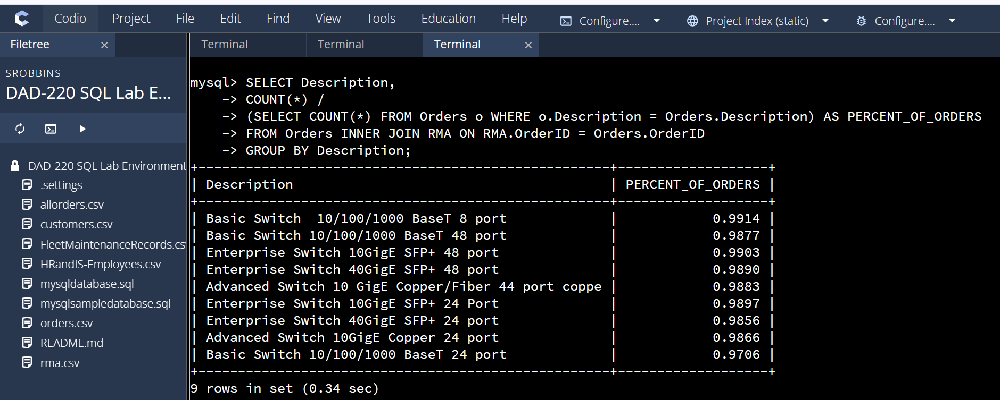 Codio Project File Edit Find View Tools Education Help Configure.... Project Index (static) Configure....
Filetree × Terminal Terminal Terminal ×
SROBBINS
DAD-220 SQL Lab E...
DAD-220 SQL Lab Environment
.settings
allorders.csv
customers.csv
FleetMaintenanceRecords.cs
HRandIS-Employees.csv
mysqldatabase.sql
mysqlsampledatabase.sql
orders.csv
README.md
rma.csv
mysql> SELECT Description,
    -> COUNT(*) /
    -> (SELECT COUNT(*) FROM Orders o WHERE o.Description = Orders.Description) AS PERCENT_OF_ORDERS
    -> FROM Orders INNER JOIN RMA ON RMA.OrderID = Orders.OrderID
    -> GROUP BY Description;
+----------------------------------------------------+-------------------+
| Description                                        | PERCENT_OF_ORDERS |
+----------------------------------------------------+-------------------+
| Basic Switch  10/100/1000 BaseT 8 port             |            0.9914 |
| Basic Switch 10/100/1000 BaseT 48 port             |            0.9877 |
| Enterprise Switch 10GigE SFP+ 48 port              |            0.9903 |
| Enterprise Switch 40GigE SFP+ 48 port              |            0.9890 |
| Advanced Switch 10 GigE Copper/Fiber 44 port coppe |            0.9883 |
| Enterprise Switch 10GigE SFP+ 24 Port              |            0.9897 |
| Enterprise Switch 40GigE SFP+ 24 port              |            0.9856 |
| Advanced Switch 10GigE Copper 24 port              |            0.9866 |
| Basic Switch 10/100/1000 BaseT 24 port             |            0.9706 |
+----------------------------------------------------+-------------------+
9 rows in set (0.34 sec)